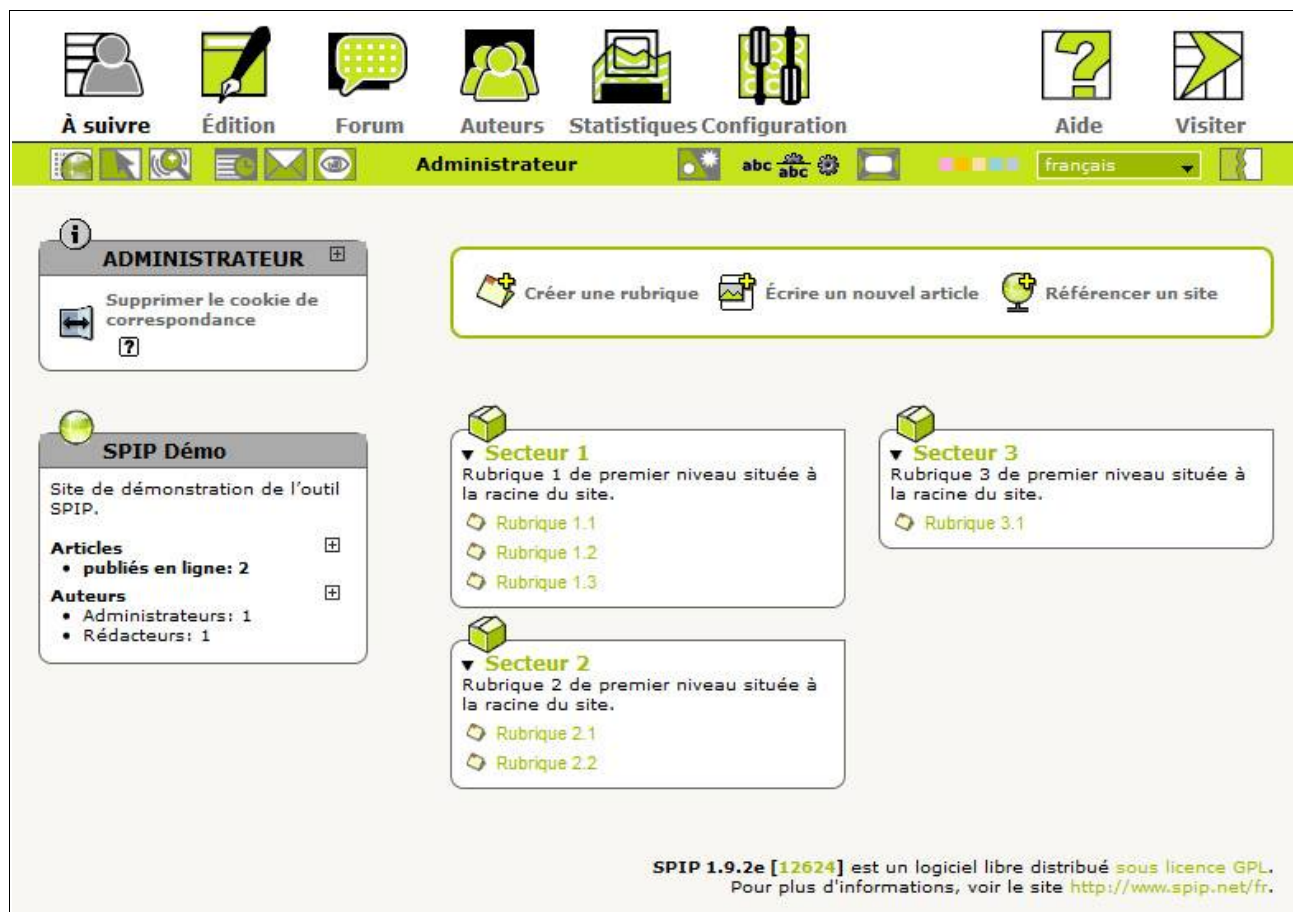 À suivre Édition Forum Auteurs Statistiques Configuration Aide Visiter
Administrateur abc abc français
ADMINISTRATEUR
Supprimer le cookie de
correspondance
?
Créer une rubrique Écrire un nouvel article Référencer un site
SPIP Démo
Site de démonstration de l'outil
SPIP.
Articles
• publiés en ligne: 2
Auteurs
• Administrateurs: 1
• Rédacteurs: 1
Secteur 1
Rubrique 1 de premier niveau située à
la racine du site.
Rubrique 1.1
Rubrique 1.2
Rubrique 1.3
Secteur 2
Rubrique 2 de premier niveau située à
la racine du site.
Rubrique 2.1
Rubrique 2.2
Secteur 3
Rubrique 3 de premier niveau située à
la racine du site.
Rubrique 3.1
SPIP 1.9.2e [12624] est un logiciel libre distribué sous licence GPL.
Pour plus d'informations, voir le site http://www.spip.net/fr.